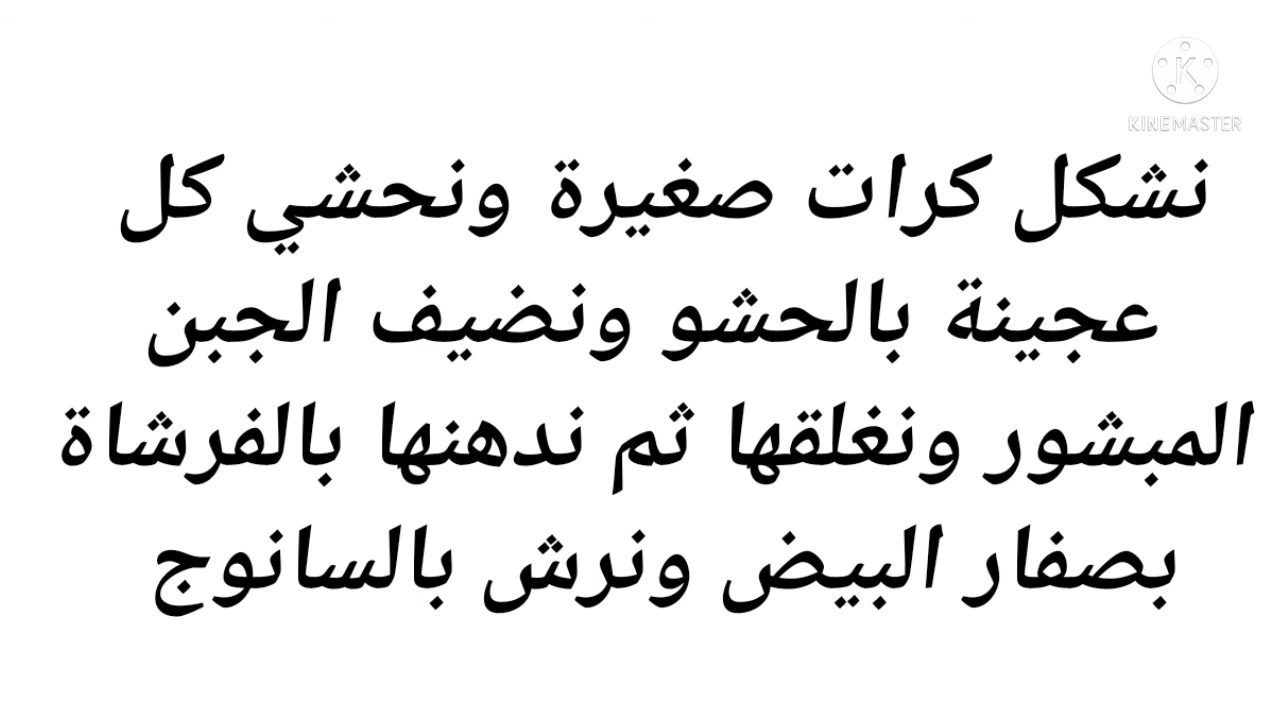 KINEMASTER
نشكل كرات صغيرة ونحشي كل
عجينة بالحشو ونضيف الجبن
المبشور ونغلقها ثم ندهنها بالفرشاة
بصفار البيض ونرش بالسانوج